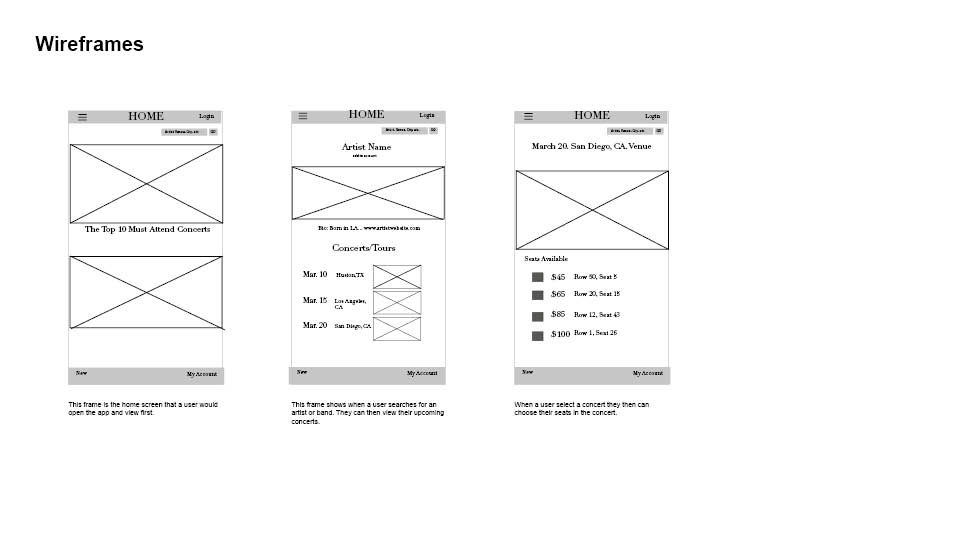 Wireframes
HOME
Login
Artist Name, City, etc.
GO
The Top 10 Must Attend Concerts
New
My Account
This frame is the home screen that a user would
open the app and view first.
HOME
Login
Artist Name, City, etc.
GO
Artist Name
Bio: Born in LA... www.artistwebsite.com
Concerts/Tours
Mar. 10 Huston,TX
Mar. 15 Los Angeles,
CA
Mar. 20 San Diego, CA
New
My Account
This frame shows when a user searches for an
artist or band. They can then view their upcoming
concerts.
HOME
Login
Artist Name, City, etc.
GO
March 20. San Diego, CA. Venue
Seats Available
$45 Row 50, Seat 8
$65 Row 20, Seat 15
$85 Row 12, Seat 43
$100 Row 1, Seat 26
New
My Account
When a user select a concert they then can
choose their seats in the concert.